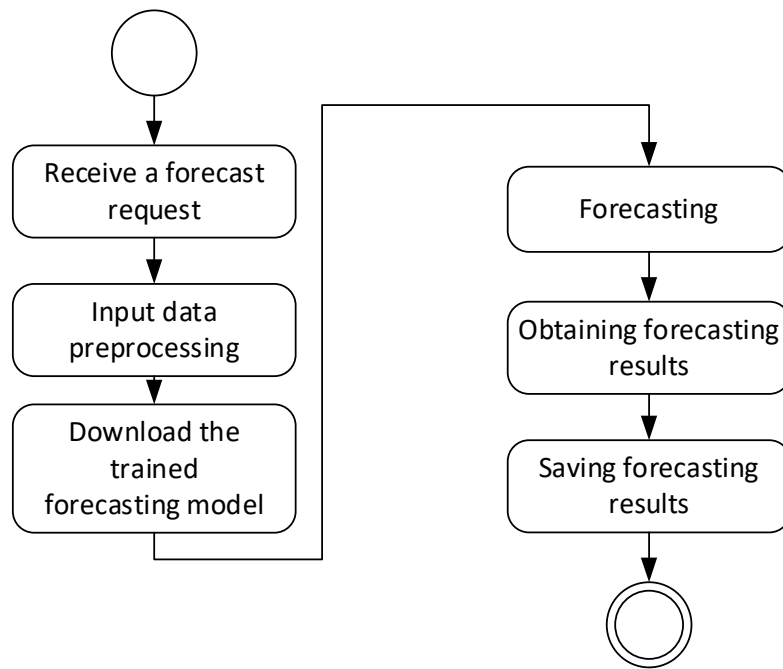 Receive a forecast
request
Input data
preprocessing
Download the
trained
forecasting model
Forecasting
Obtaining forecasting
results
Saving forecasting
results